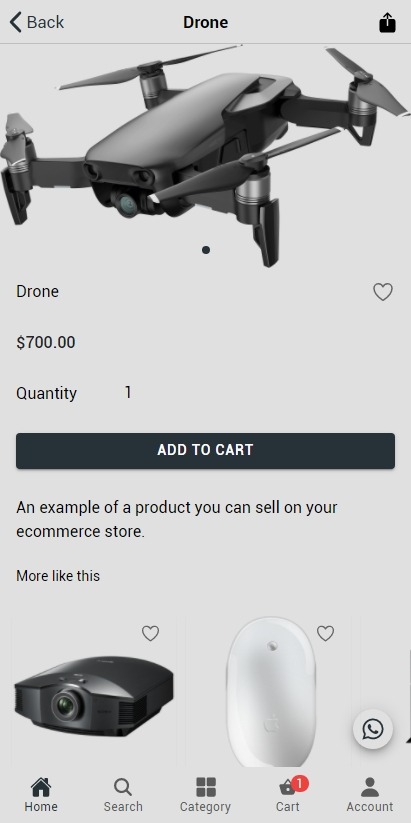 Back
Drone
Drone
$700.00
Quantity 1
ADD TO CART
An example of a product you can sell on your
ecommerce store.
More like this
1
Home Search Category Cart Account